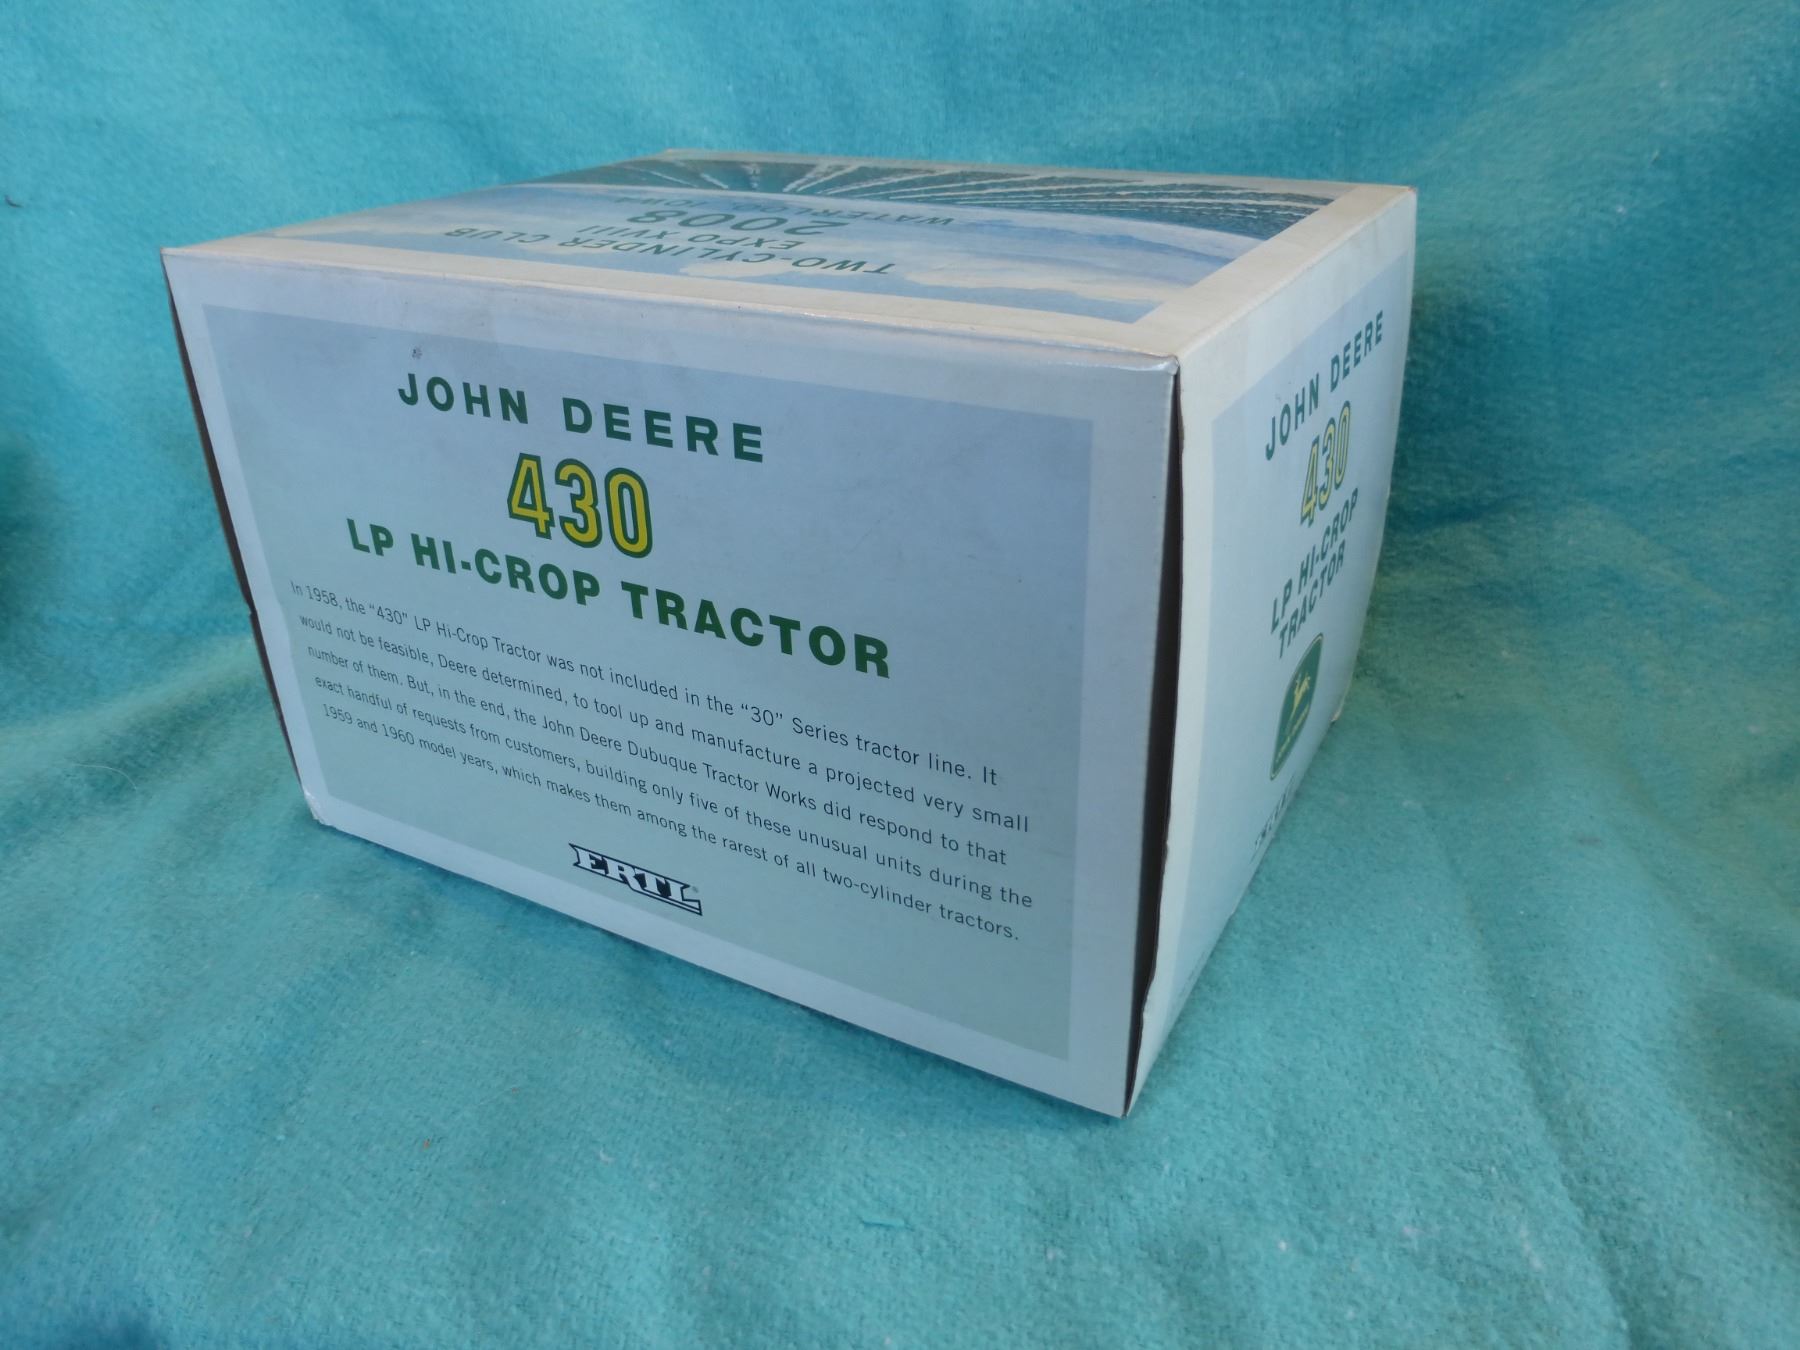 TWO-CYLINDER CLUB
EXPO XVIII
2008
WATERLOO, IOWA
JOHN DEERE
430
LP HI-CROP TRACTOR
In 1958, the "430" LP Hi-Crop Tractor was not included in the "30" Series tractor line. It
would not be feasible, Deere determined, to tool up and manufacture a projected very small
number of them. But, in the end, the John Deere Dubuque Tractor Works did respond to that
exact handful of requests from customers, building only five of these unusual units during the
1959 and 1960 model years, which makes them among the rarest of all two-cylinder tractors.
ERTL
JOHN DEERE
430
LP HI-CROP
TRACTOR